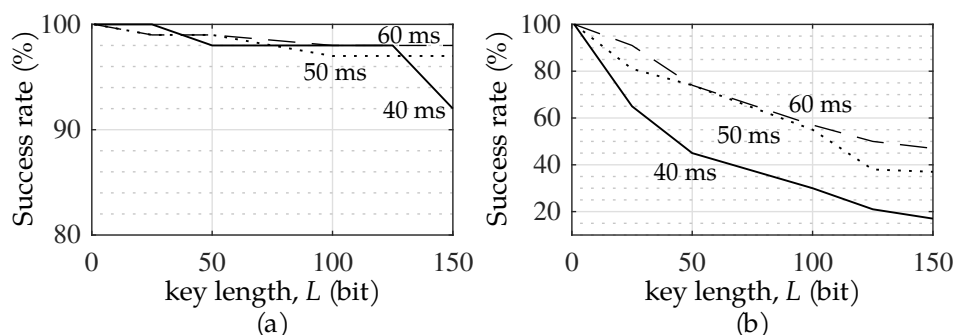 Success rate (%)
100
90
80
60 ms
50 ms
40 ms
0
50
100
150
key length, L (bit)
(a)
Success rate (%)
100
80
60
40
20
60 ms
50 ms
40 ms
0
50
100
150
key length, L (bit)
(b)